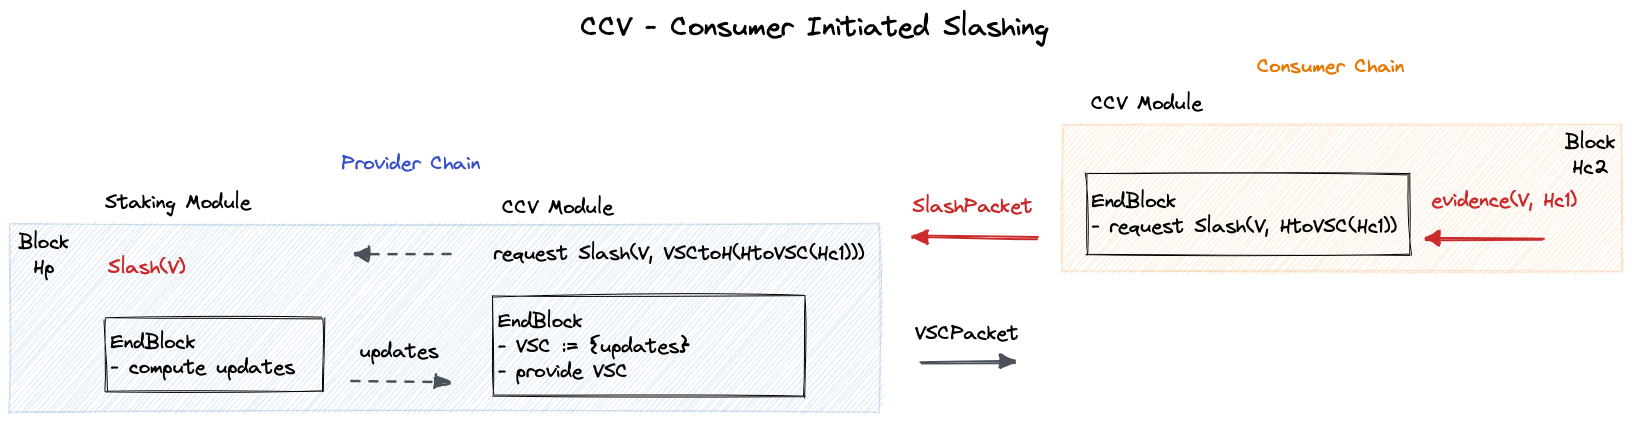 CCV - Consumer Initiated Slashing
Consumer Chain
CCV Module
Block
Hc2
EndBlock
- request Slash(V, HtoVSC(Hc1))
evidence(V, Hc1)
SlashPacket
Provider Chain
Staking Module
CCV Module
Block
Hp
Slash(V)
request Slash(V, VSCtoH(HtoVSC(Hc1)))
EndBlock
- compute updates
updates
EndBlock
- VSC := {updates}
- provide VSC
VSCPacket